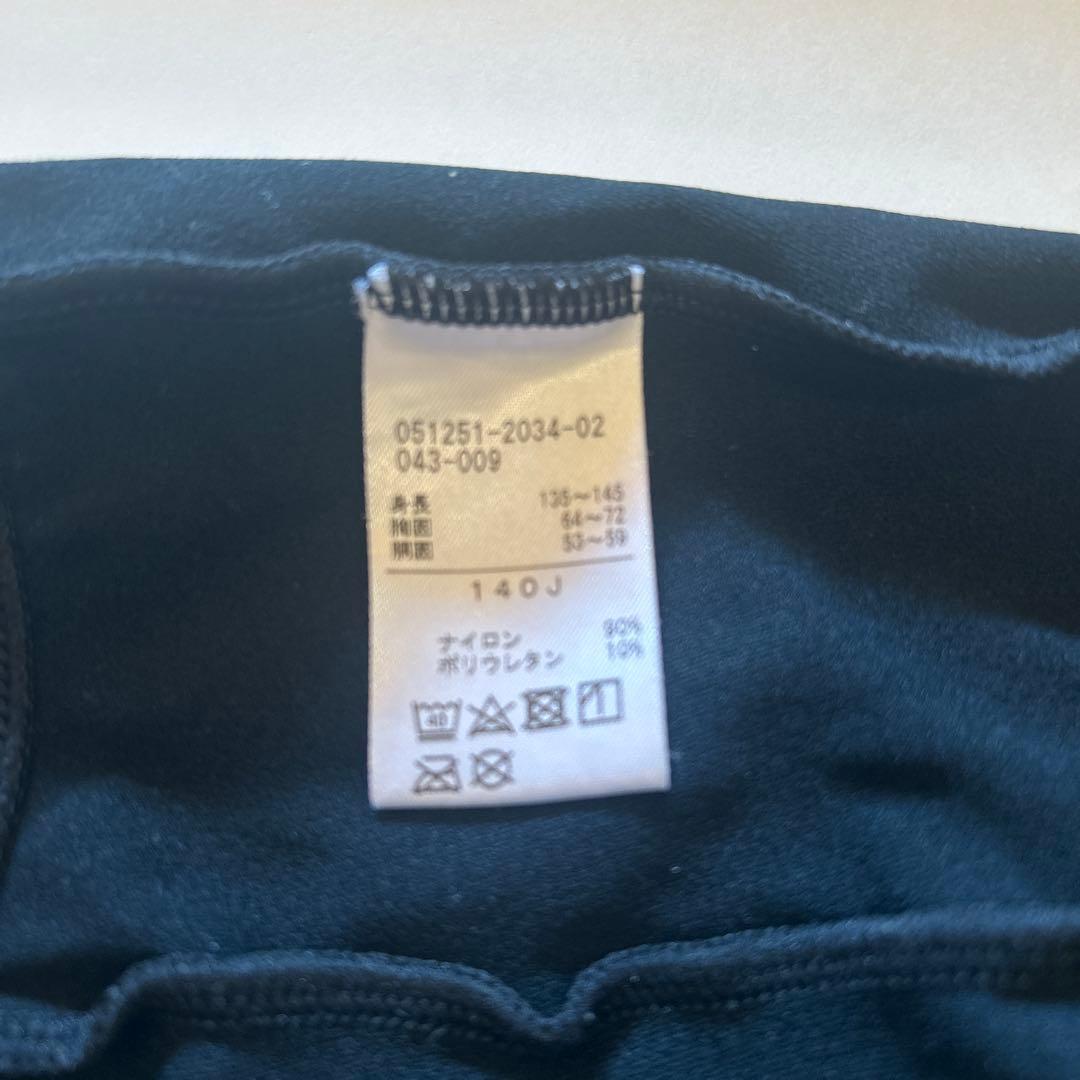 051251-2034-02
043-009
身長 135〜145
胸囲 64〜72
胴囲 53〜59
140J
ナイロン 90%
ポリウレタン 10%
40